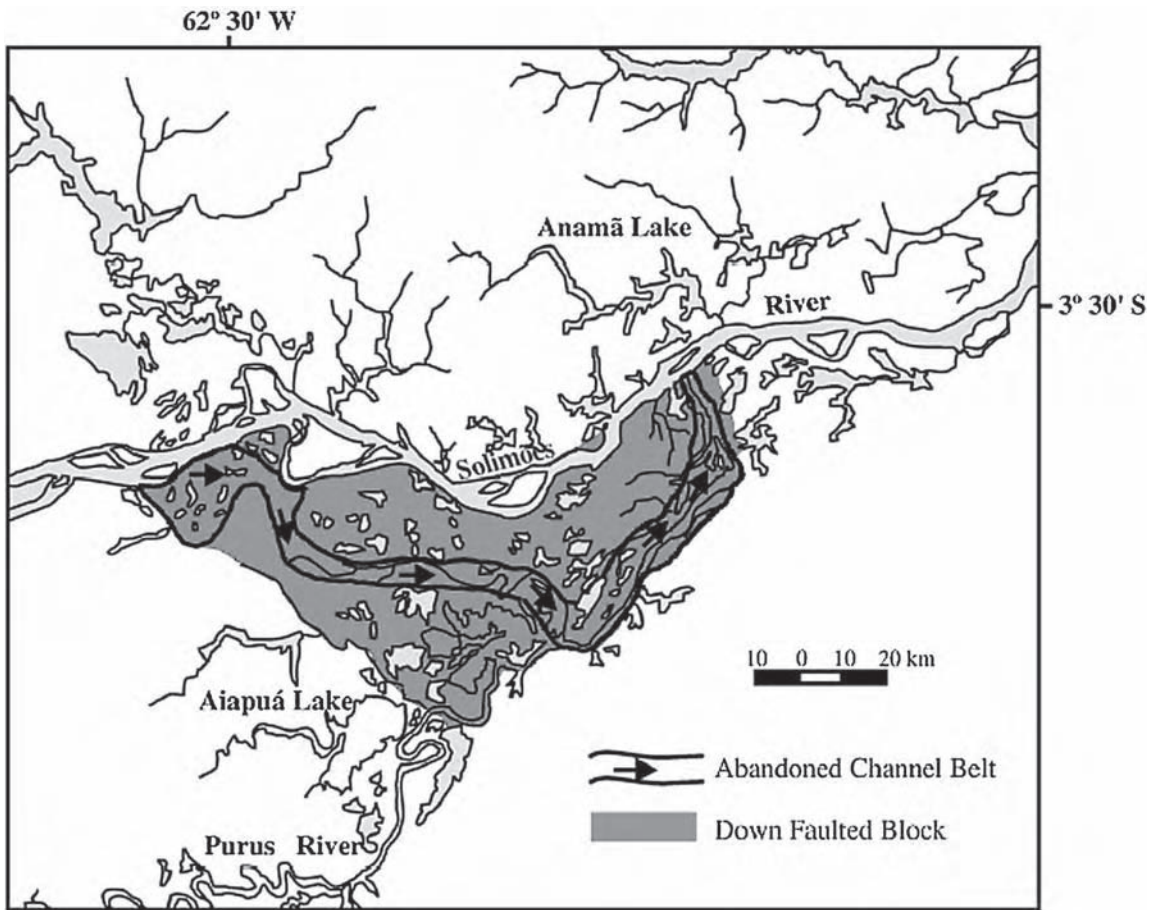 62º 30' W
Anamã Lake
River
3º 30' S
Solimões
10 0 10 20 km
Aiapuá Lake
Abandoned Channel Belt
Down Faulted Block
Purus River